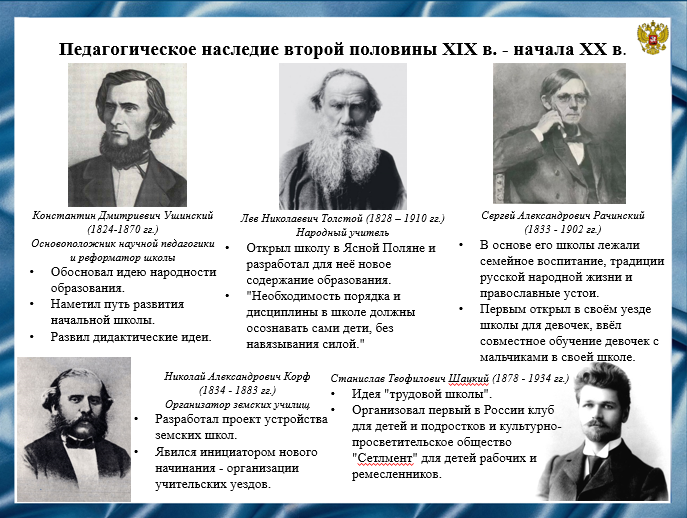 Педагогическое наследие второй половины XIX в. - начала XX в.
Константин Дмитриевич Ушинский
(1824-1870 гг.)
Основоположник научной педагогики
и реформатор школы
• Обосновал идею народности
образования.
• Наметил путь развития
начальной школы.
• Развил дидактические идеи.
Лев Николаевич Толстой (1828 – 1910 гг.)
Народный учитель
• Открыл школу в Ясной Поляне и
разработал для неё новое
содержание образования.
• "Необходимость порядка и
дисциплины в школе должны
осознавать сами дети, без
навязывания силой."
Сергей Александрович Рачинский
(1833 - 1902 гг.)
• В основе его школы лежали
семейное воспитание, традиции
русской народной жизни и
православные устои.
• Первым открыл в своём уезде
школы для девочек, ввёл
совместное обучение девочек с
мальчиками в своей школе.
Николай Александрович Корф
(1834 - 1883 гг.)
Организатор земских училищ
• Разработал проект устройства
земских школ.
• Явился инициатором нового
начинания - организации
учительских уездов.
Станислав Теофилович Шацкий (1878 - 1934 гг.)
• Идея "трудовой школы".
• Организовал первый в России клуб
для детей и подростков и культурно-
просветительское общество
"Сетлмент" для детей рабочих и
ремесленников.